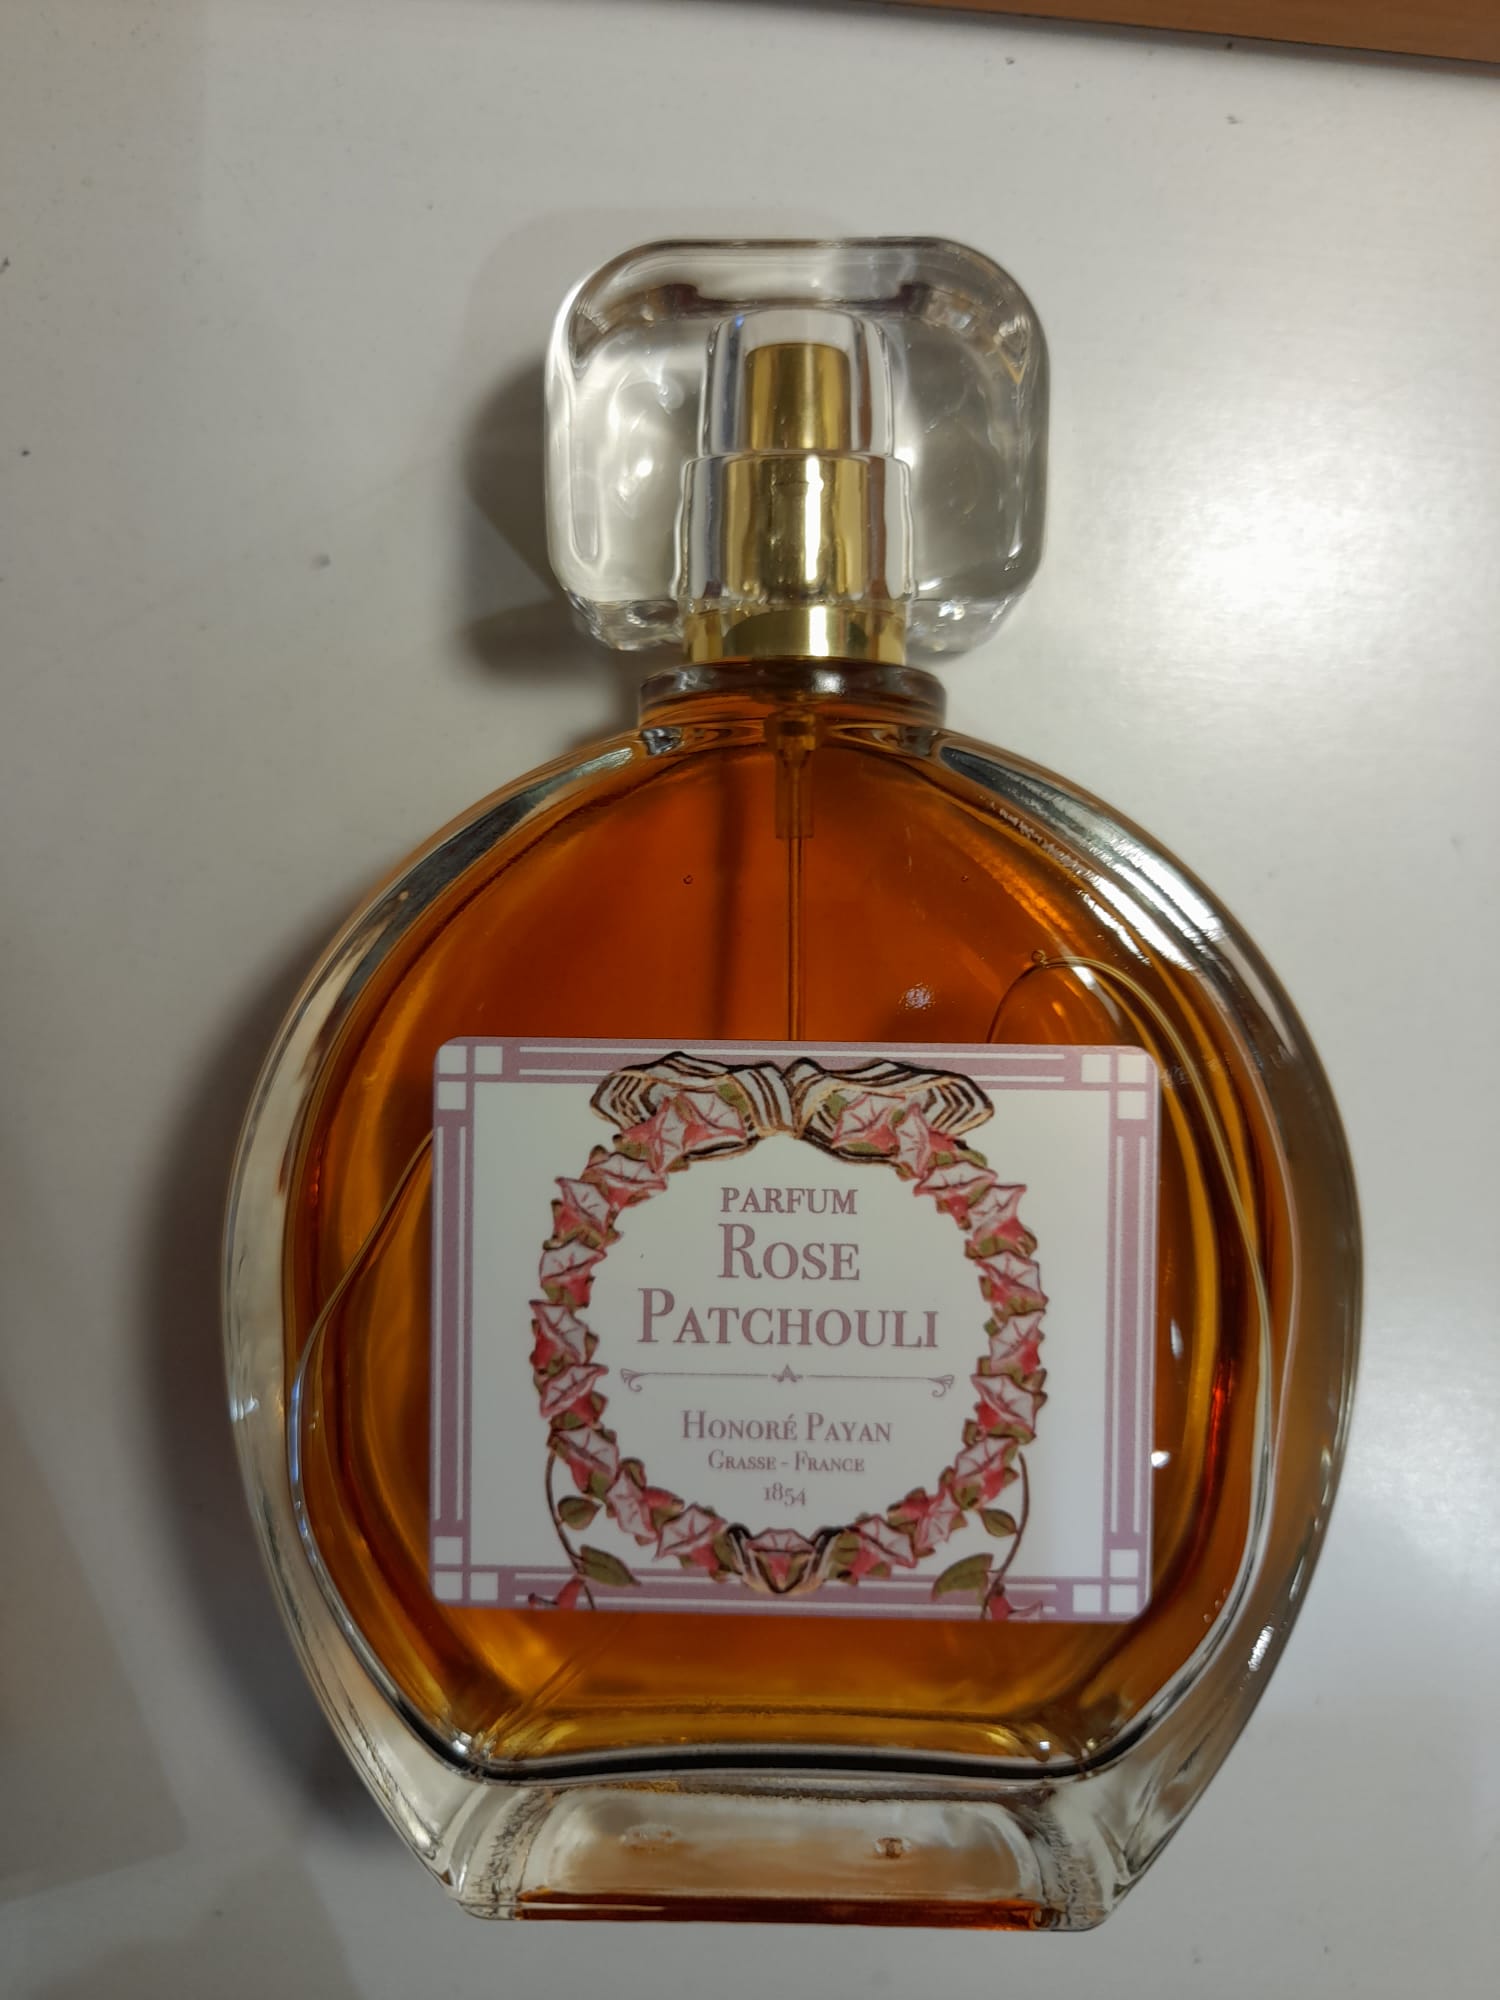 PARFUM
ROSE
PATCHOULI
HONORÉ PAYAN
GRASSE - FRANCE
1854